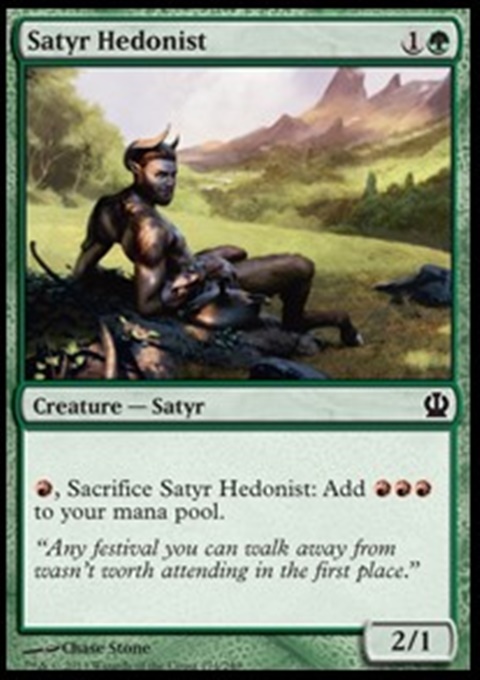 Satyr Hedonist 1
Creature — Satyr
, Sacrifice Satyr Hedonist: Add
to your mana pool.
“Any festival you can walk away from
wasn’t worth attending in the first place.”
Chase Stone
2/1